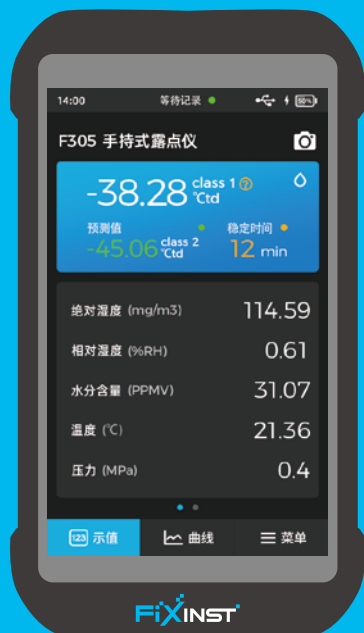 14:00 等待记录 50%
F305 手持式露点仪
-38.28 class 1 ? °Ctd
预测值 稳定时间
-45.06 class 2 °Ctd 12 min
绝对湿度 (mg/m3) 114.59
相对湿度 (%RH) 0.61
水分含量 (PPMV) 31.07
温度 (℃) 21.36
压力 (MPa) 0.4
123 示值 曲线 菜单
FIXINST